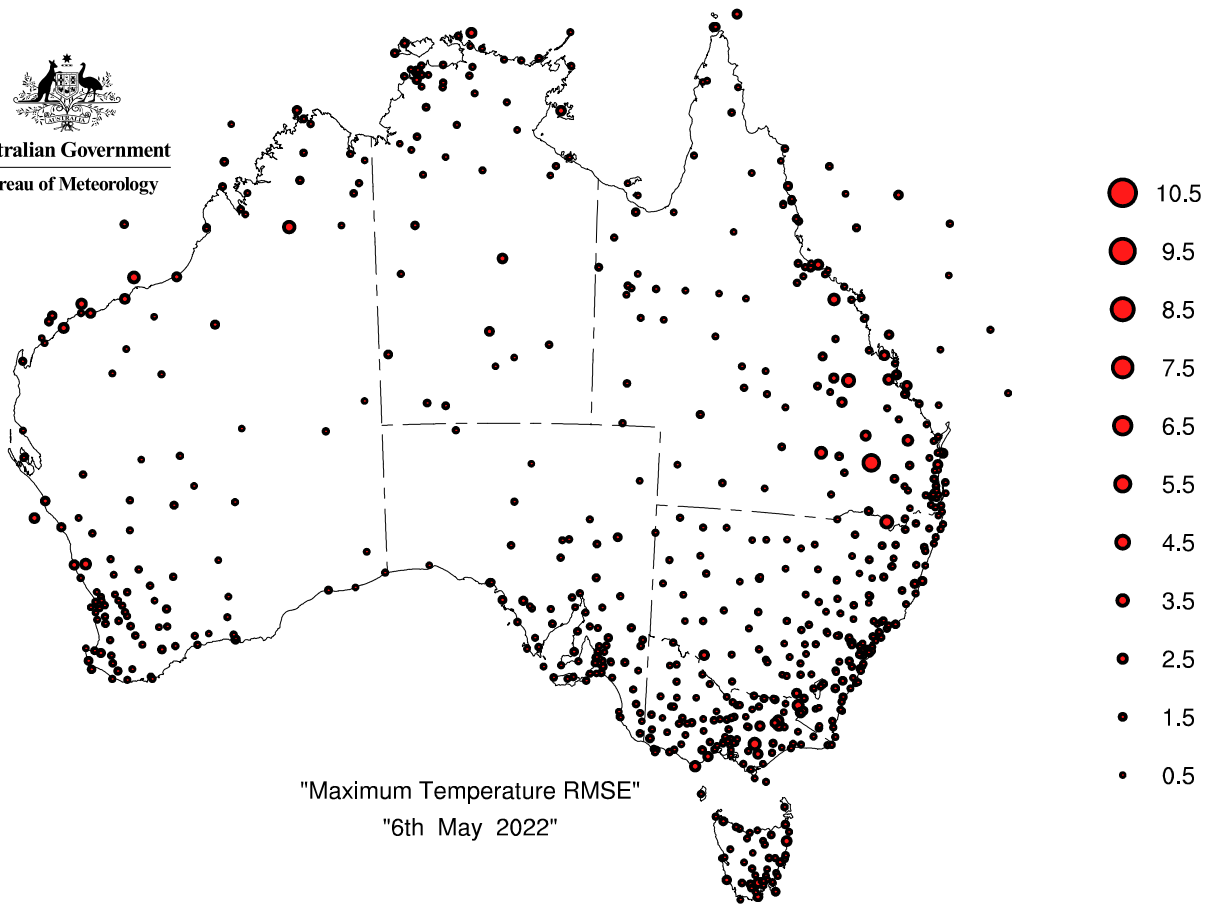 AUSTRALIA
tralian Government
reau of Meteorology
10.5
9.5
8.5
7.5
6.5
5.5
4.5
3.5
2.5
1.5
0.5
"Maximum Temperature RMSE"
"6th May 2022"